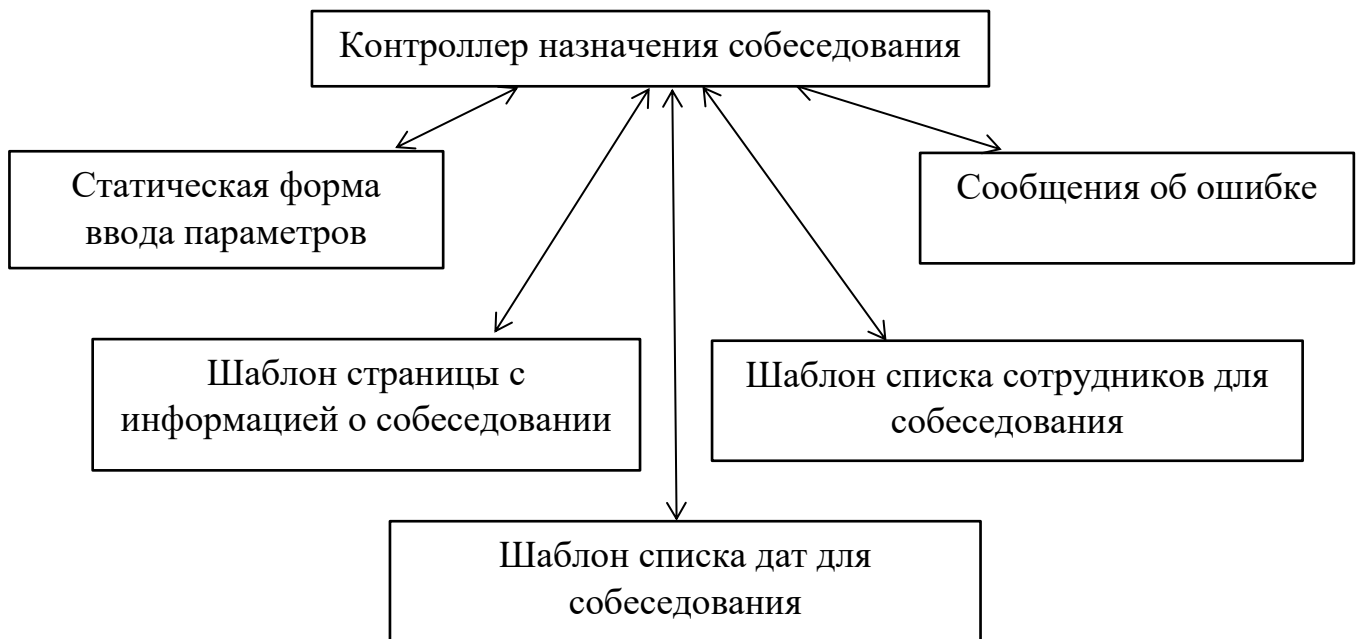 Контроллер назначения собеседования
Статическая форма
ввода параметров
Сообщения об ошибке
Шаблон страницы с
информацией о собеседовании
Шаблон списка сотрудников для
собеседования
Шаблон списка дат для
собеседования